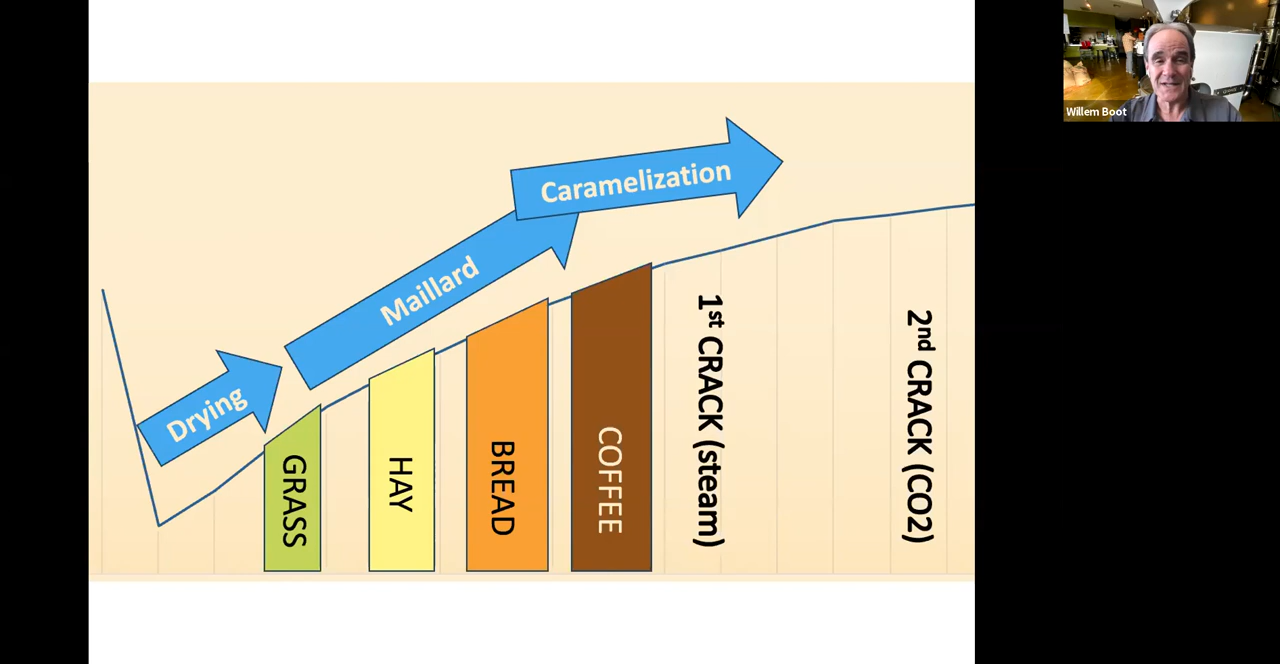 Willem Boot
Caramelization
Maillard
Drying
GRASS
HAY
BREAD
COFFEE
1st CRACK (steam)
2nd CRACK (CO2)